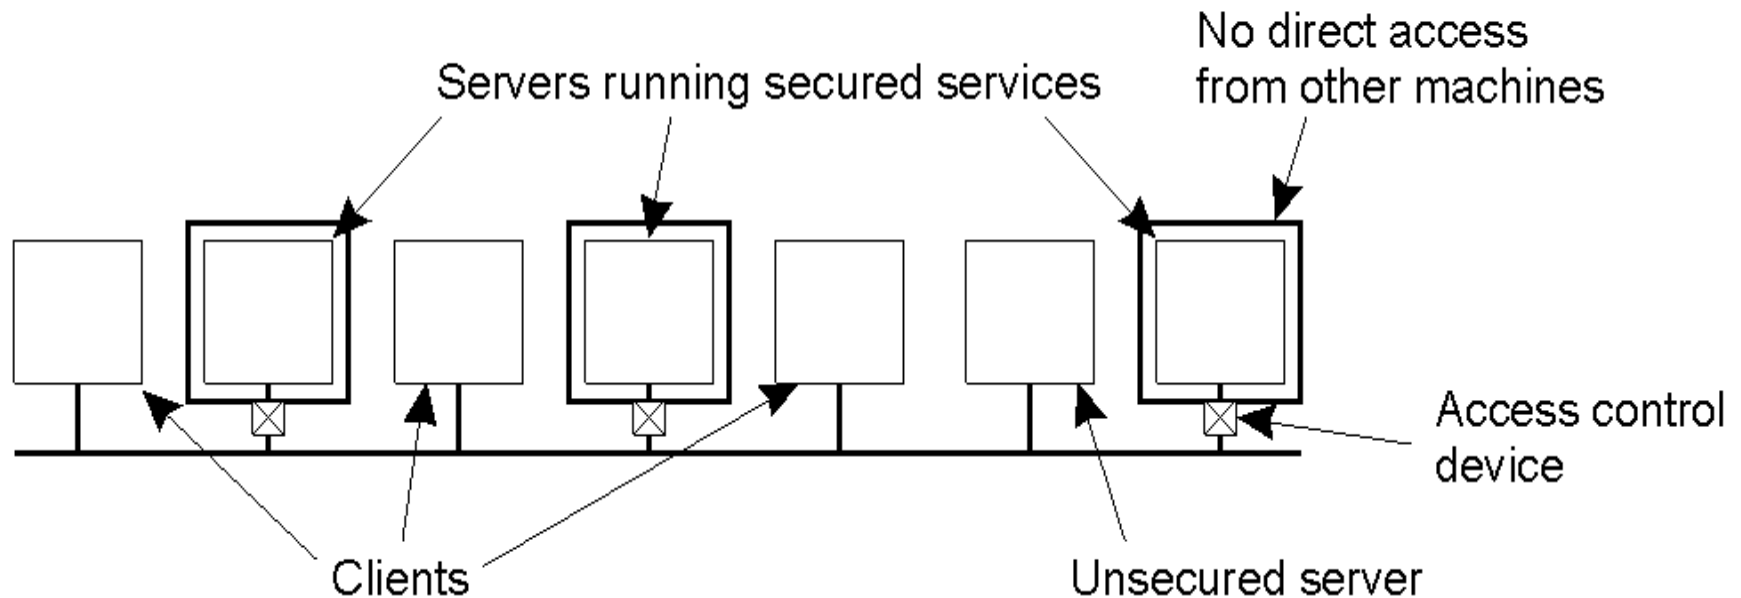 No direct access
from other machines
Servers running secured services
Access control
device
Clients
Unsecured server